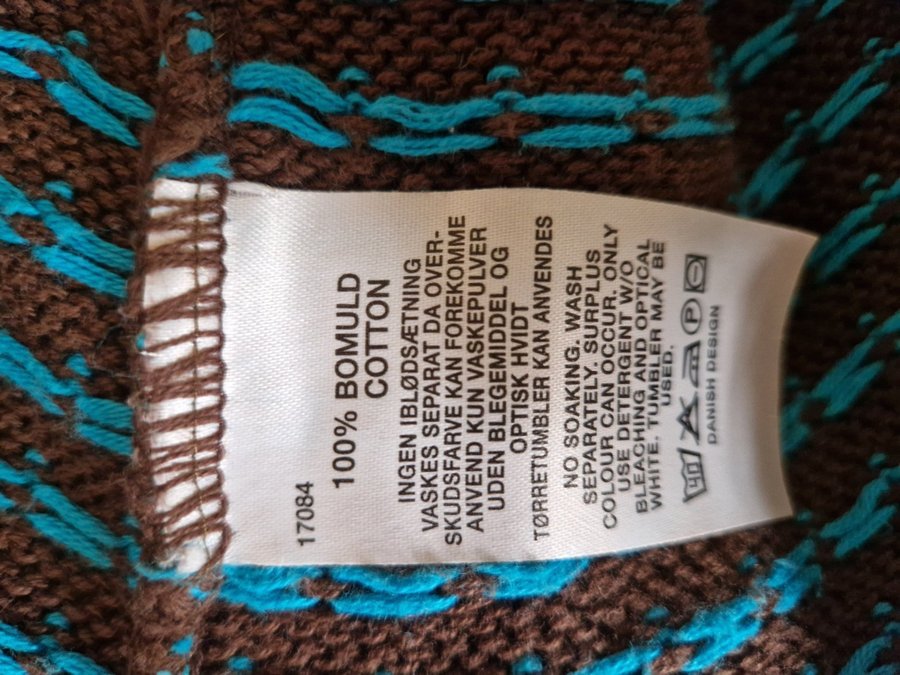 17084
100% BOMULD
COTTON
INGEN IBLØDSÆTNING
VASKES SEPARAT DA OVER-
SKUDSFARVE KAN FOREKOMME
ANVEND KUN VASKEPULVER
UDEN BLEGEMIDDEL OG
OPTISK HVIDT
TØRRETUMBLER KAN ANVENDES
NO SOAKING. WASH
SEPARATELY. SURPLUS
COLOUR CAN OCCUR. ONLY
USE DETERGENT W/O
BLEACHING AND OPTICAL
WHITE. TUMBLER MAY BE
USED.
P
DANISH DESIGN